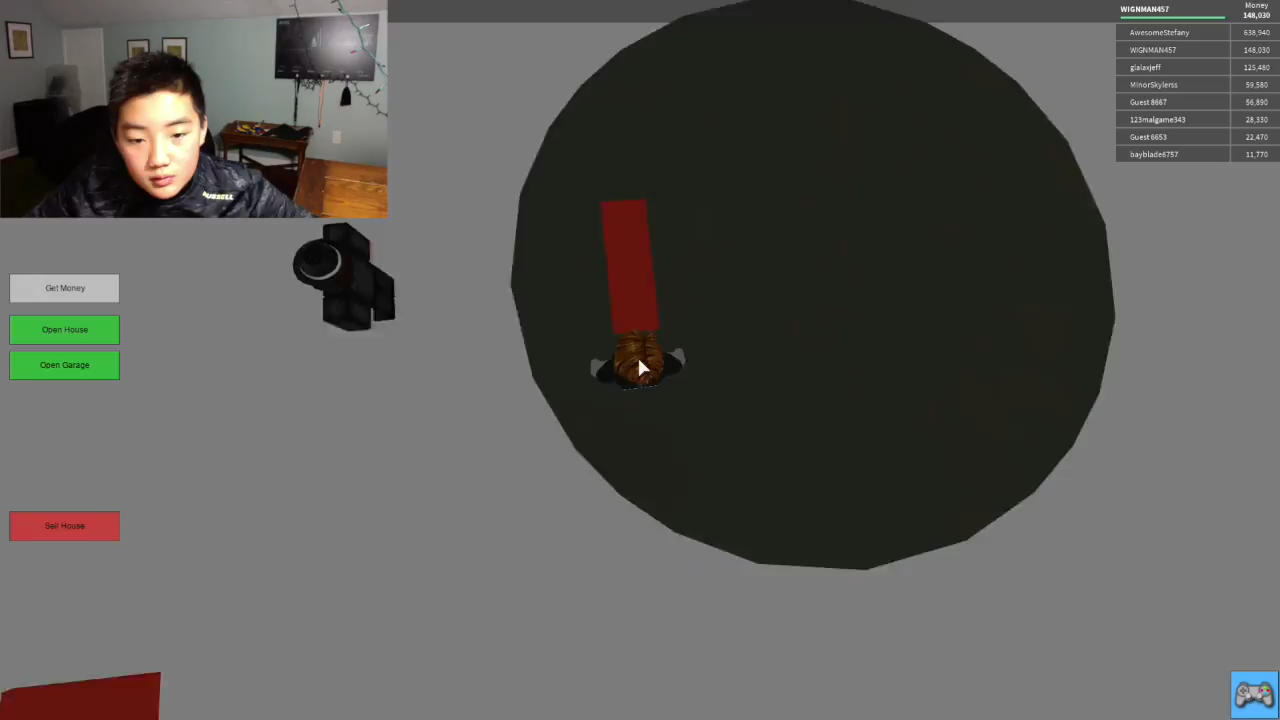 RUSSELL
WIGNMAN457
Money
148,030
AwesomeStefany 638,940
WIGNMAN457 148,030
glalaxjeff 125,480
MinorSkylerss 59,580
Guest 8667 56,890
123malgame343 28,330
Guest 6653 22,470
bayblade6757 11,770
Get Money
Open House
Open Garage
Sell House